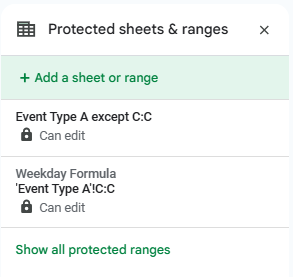 Protected sheets & ranges
+ Add a sheet or range
Event Type A except C:C
Can edit
Weekday Formula
'Event Type A'!C:C
Can edit
Show all protected ranges